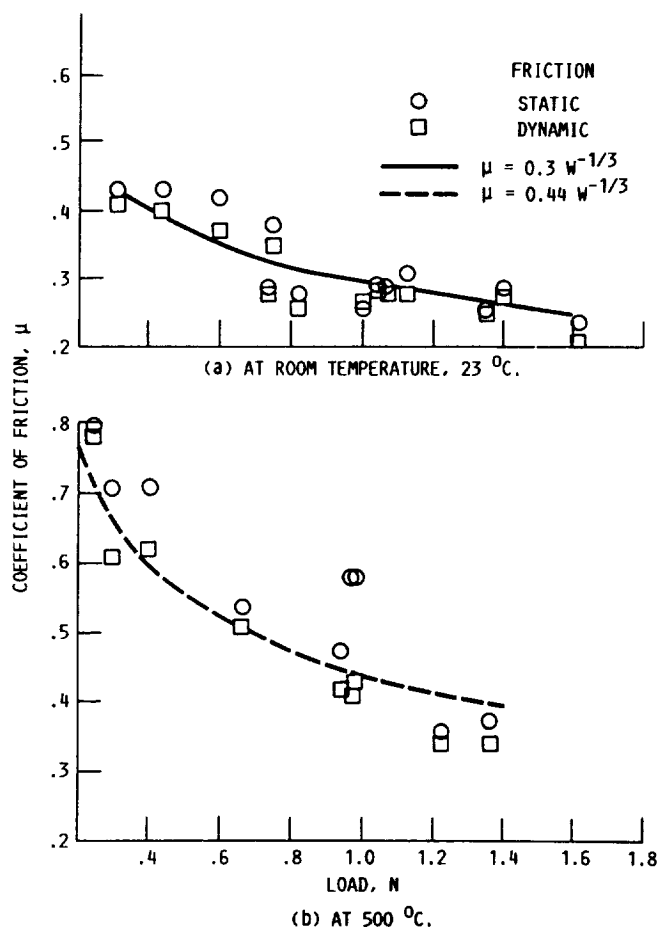 .6
.5
.4
.3
.2
FRICTION
STATIC
DYNAMIC
μ = 0.3 W-1/3
μ = 0.44 W-1/3
(a) AT ROOM TEMPERATURE, 23 °C.
COEFFICIENT OF FRICTION, μ
.8
.7
.6
.5
.4
.3
.2
.4 .6 .8 1.0 1.2 1.4 1.6 1.8
LOAD, N
(b) AT 500 °C.